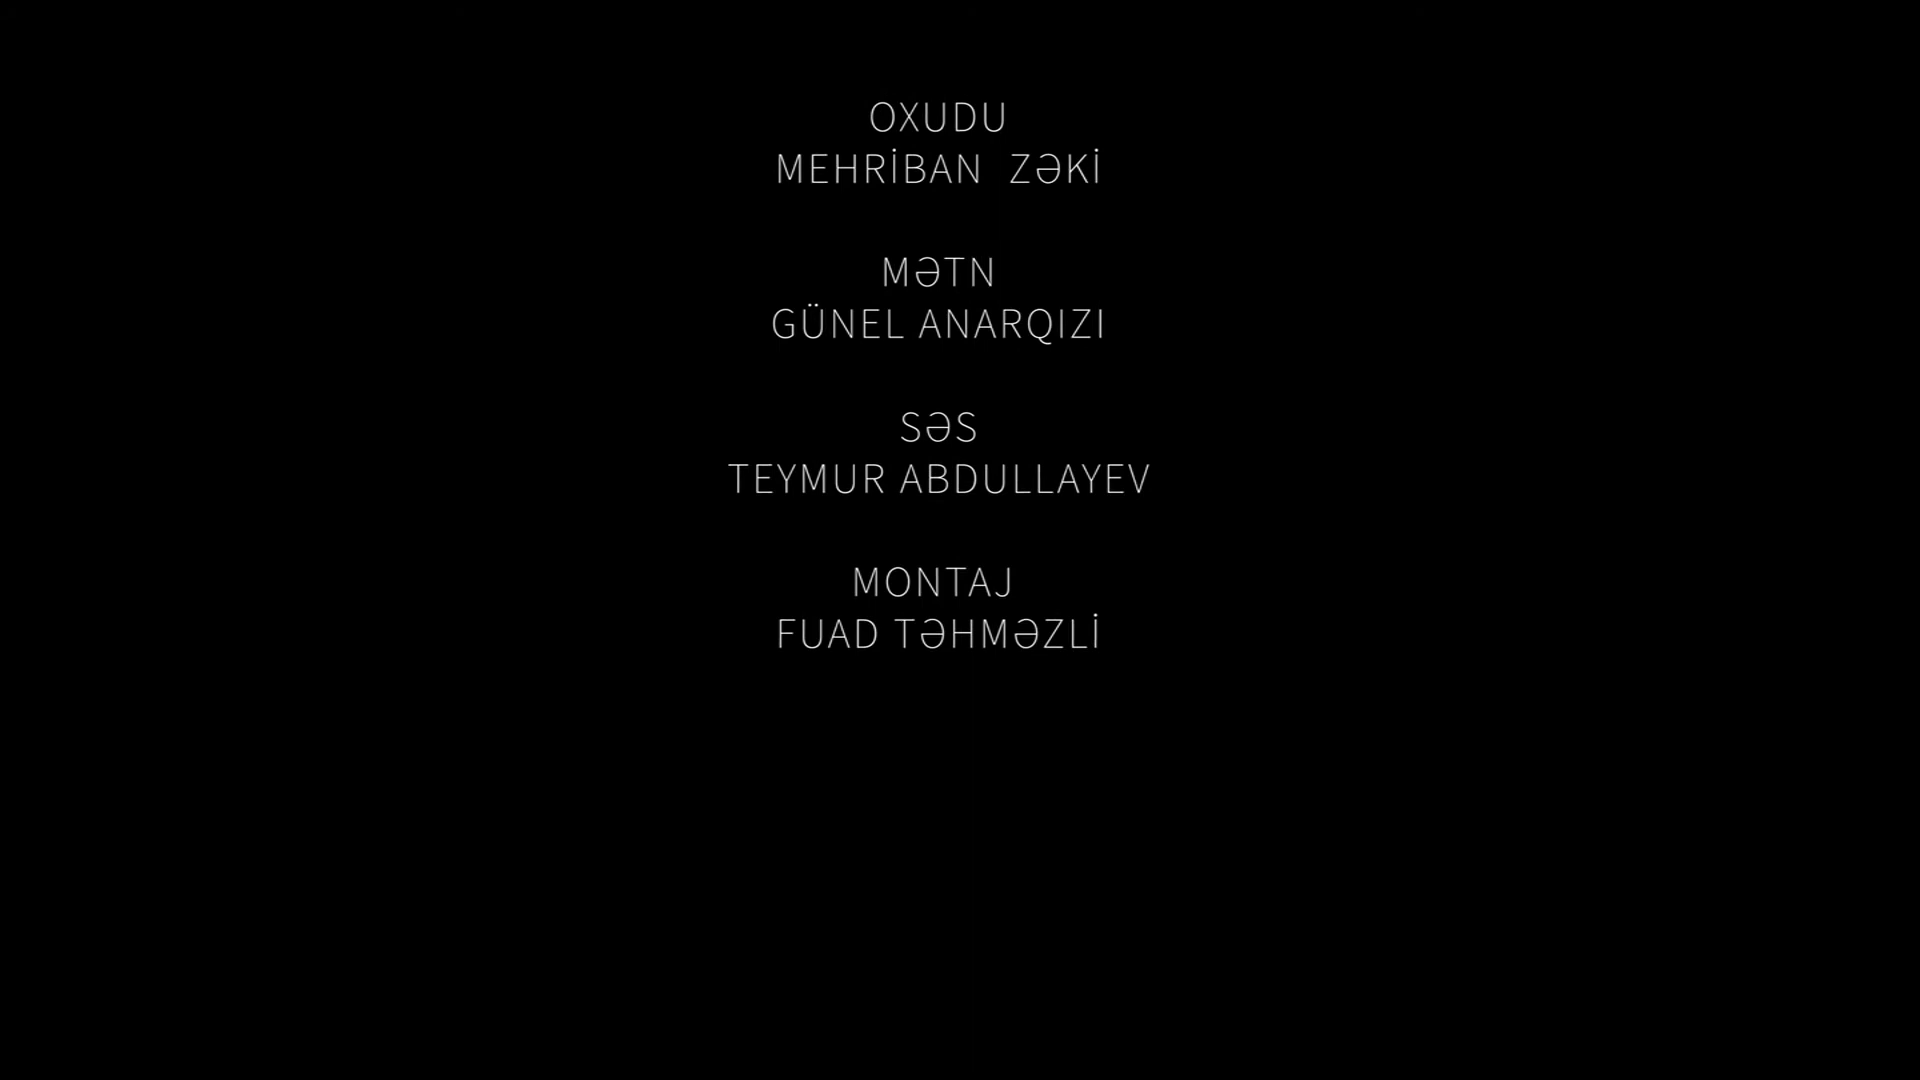 OXUDU
MEHRİBAN ZƏKİ
MƏTN
GÜNEL ANARQIZI
SƏS
TEYMUR ABDULLAYEV
MONTAJ
FUAD TƏHMƏZLİ